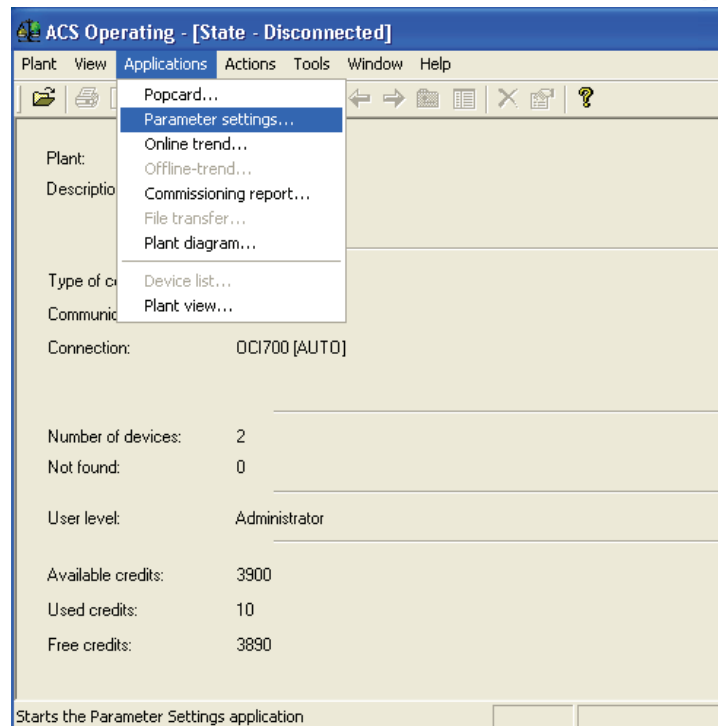 ACS Operating - [State - Disconnected]
Plant View Applications Actions Tools Window Help
Popcard...
Parameter settings...
Online trend...
Offline-trend...
Commissioning report...
File transfer...
Plant diagram...
Device list...
Plant view...
Plant:
Descriptio
Type of c
Communic
Connection: OCI700 [AUTO]
Number of devices: 2
Not found: 0
User level: Administrator
Available credits: 3900
Used credits: 10
Free credits: 3890
Starts the Parameter Settings application